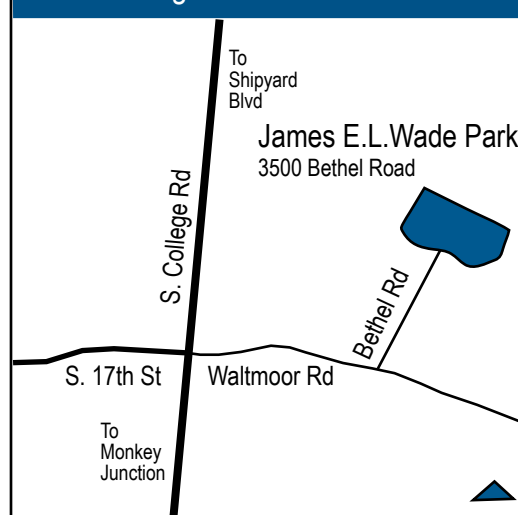 To
Shipyard
Blvd
James E.L.Wade Park
3500 Bethel Road
S. College Rd
Bethel Rd
S. 17th St
Waltmoor Rd
To
Monkey
Junction